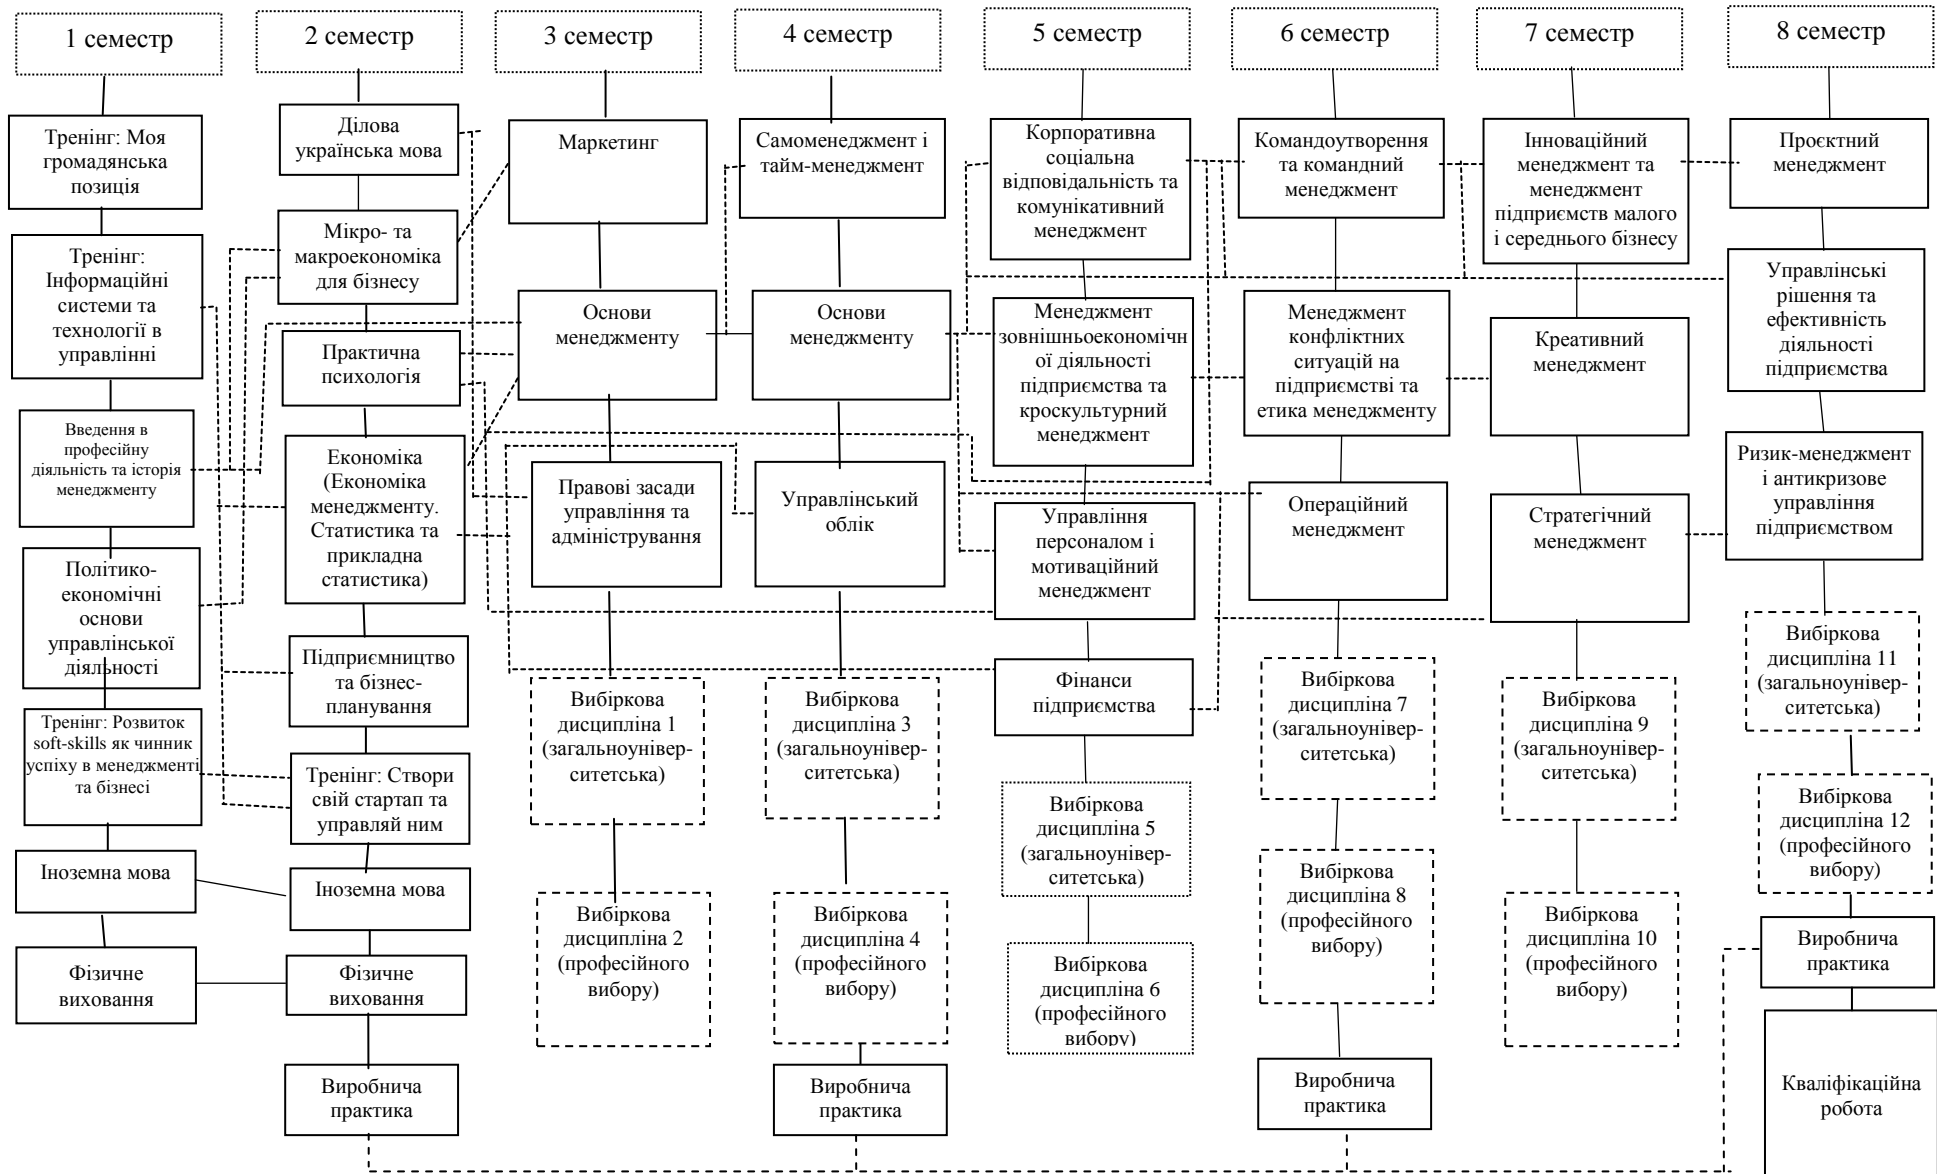 1 семестр
2 семестр
3 семестр
4 семестр
5 семестр
6 семестр
7 семестр
8 семестр
Тренінг: Моя
громадянська
позиція
Тренінг:
Інформаційні
системи та
технології в
управлінні
Введення в
професійну
діяльність та історія
менеджменту
Політико-
економічні
основи
управлінської
діяльності
Тренінг: Розвиток
soft-skills як чинник
успіху в менеджменті
та бізнесі
Іноземна мова
Фізичне
виховання
Ділова
українська мова
Мікро- та
макроекономіка
для бізнесу
Практична
психологія
Економіка
(Економіка
менеджменту.
Статистика та
прикладна
статистика)
Підприємництво
та бізнес-
планування
Тренінг: Створи
свій стартап та
управляй ним
Іноземна мова
Фізичне
виховання
Виробнича
практика
Маркетинг
Основи
менеджменту
Правові засади
управління та
адміністрування
Вибіркова
дисципліна 1
(загальноунівер-
ситетська)
Вибіркова
дисципліна 2
(професійного
вибору)
Самоменеджмент і
тайм-менеджмент
Основи
менеджменту
Управлінський
облік
Вибіркова
дисципліна 3
(загальноунівер-
ситетська)
Вибіркова
дисципліна 4
(професійного
вибору)
Виробнича
практика
Корпоративна
соціальна
відповідальність та
комунікативний
менеджмент
Менеджмент
зовнішньоекономічн
ої діяльності
підприємства та
кроскультурний
менеджмент
Управління
персоналом і
мотиваційний
менеджмент
Фінанси
підприємства
Вибіркова
дисципліна 5
(загальноунівер-
ситетська)
Вибіркова
дисципліна 6
(професійного
вибору)
Командоутворення
та командний
менеджмент
Менеджмент
конфліктних
ситуацій на
підприємстві та
етика менеджменту
Операційний
менеджмент
Вибіркова
дисципліна 7
(загальноунівер-
ситетська)
Вибіркова
дисципліна 8
(професійного
вибору)
Виробнича
практика
Інноваційний
менеджмент та
менеджмент
підприємств малого
і середнього бізнесу
Креативний
менеджмент
Стратегічний
менеджмент
Вибіркова
дисципліна 9
(загальноунівер-
ситетська)
Вибіркова
дисципліна 10
(професійного
вибору)
Проєктний
менеджмент
Управлінські
рішення та
ефективність
діяльності
підприємства
Ризик-менеджмент
і антикризове
управління
підприємством
Вибіркова
дисципліна 11
(загальноунівер-
ситетська)
Вибіркова
дисципліна 12
(професійного
вибору)
Виробнича
практика
Кваліфікаційна
робота